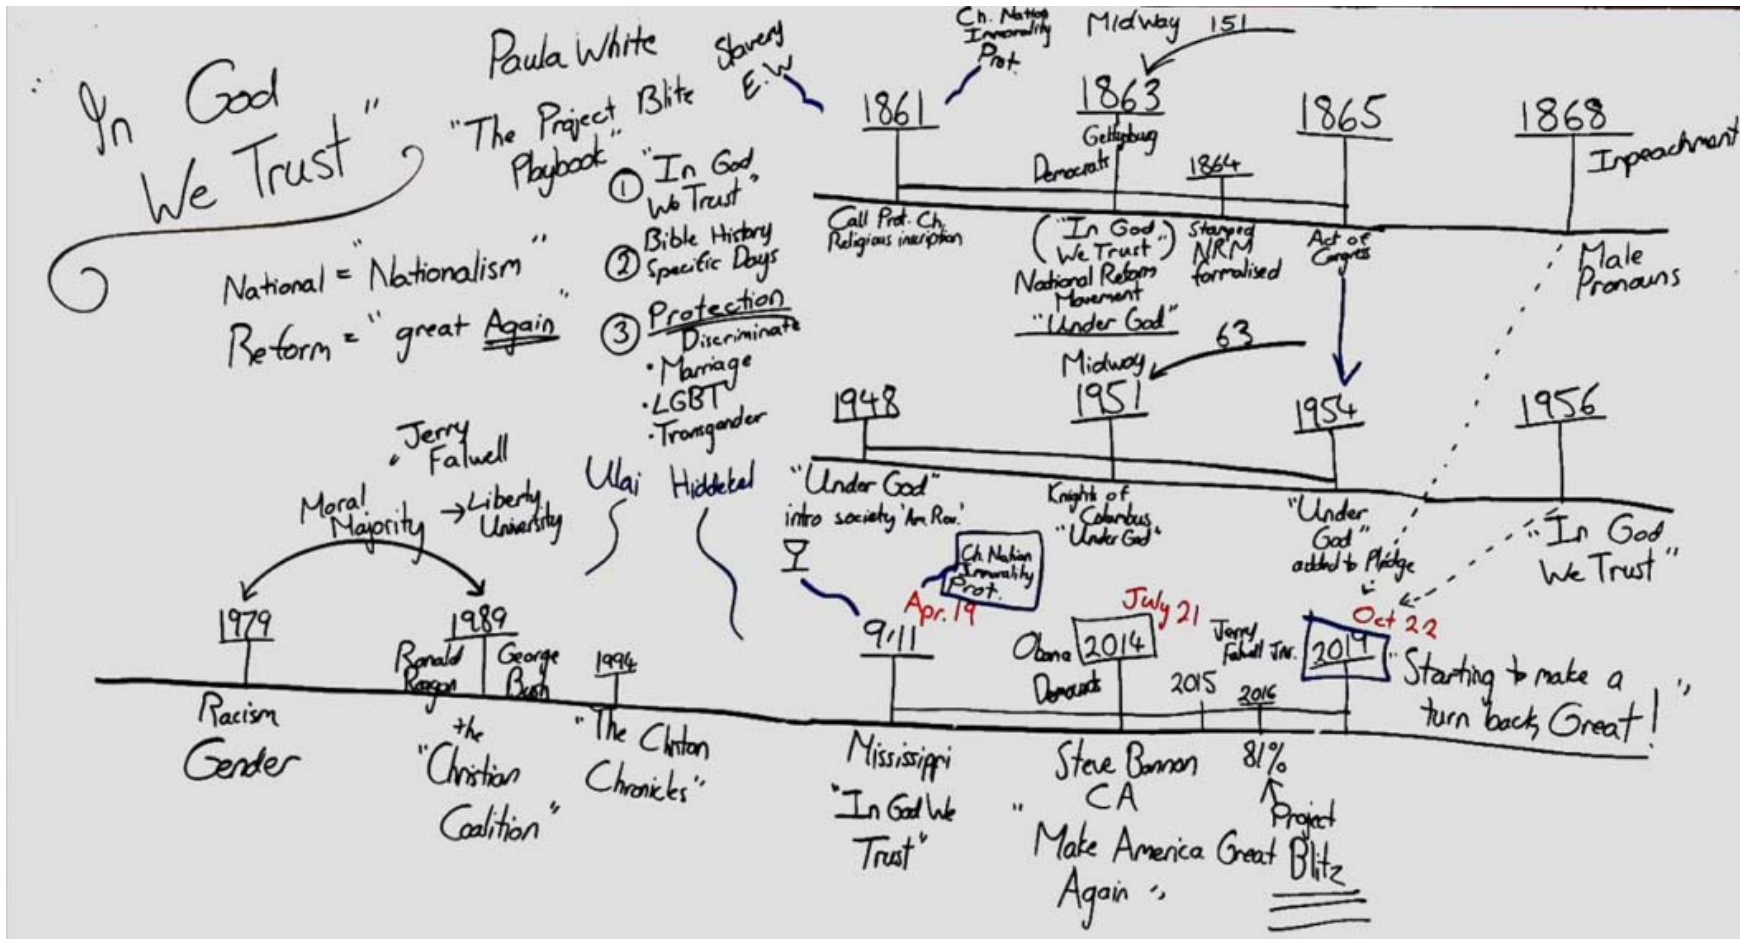 "In God
We Trust"
Paula White
"The Project Blitz
Playbook"
① "In God
We Trust"
② Bible History
Specific Days
③ Protection
Discriminate
• Marriage
• LGBT
• Transgender
National = "Nationalism"
Reform = "great Again"
Slavery
E.W
Ch. Nation
Immorality
Prot.
Midway 151
1861
1863
Gettysburg
Democrats
1864
1865
1868
Inpeachment
Call Prot. Ch.
Religious inscription
("In God
We Trust")
National Reform
Movement
"Under God"
Stamped
NRM
formalised
Act of
Congress
Male
Pronouns
Midway
63
1948
1951
1954
1956
"Under God"
intro society 'Am. Rev.'
Knights of
Columbus
"Under God"
"Under
God"
added to Pledge
"In God
We Trust"
Jerry
Falwell
Moral
Majority
→ Liberty
University
Ulai
Hiddekel
1979
1989
Ronald
Reagan
George
Bush
1994
Racism
Gender
the
"Christian
Coalition"
"The Clinton
Chronicles"
Ch. Nation
Immorality
Prot.
Apr. 19
9.11
July 21
Obama
2014
Democrats
2015
Jerry
Falwell Jnr.
2016
Oct 22
2019
"Starting to make a
turn back, Great!"
Mississippi
"In God We
Trust"
Steve Bannon
CA
"Make America Great
Again"
81%
Project
Blitz